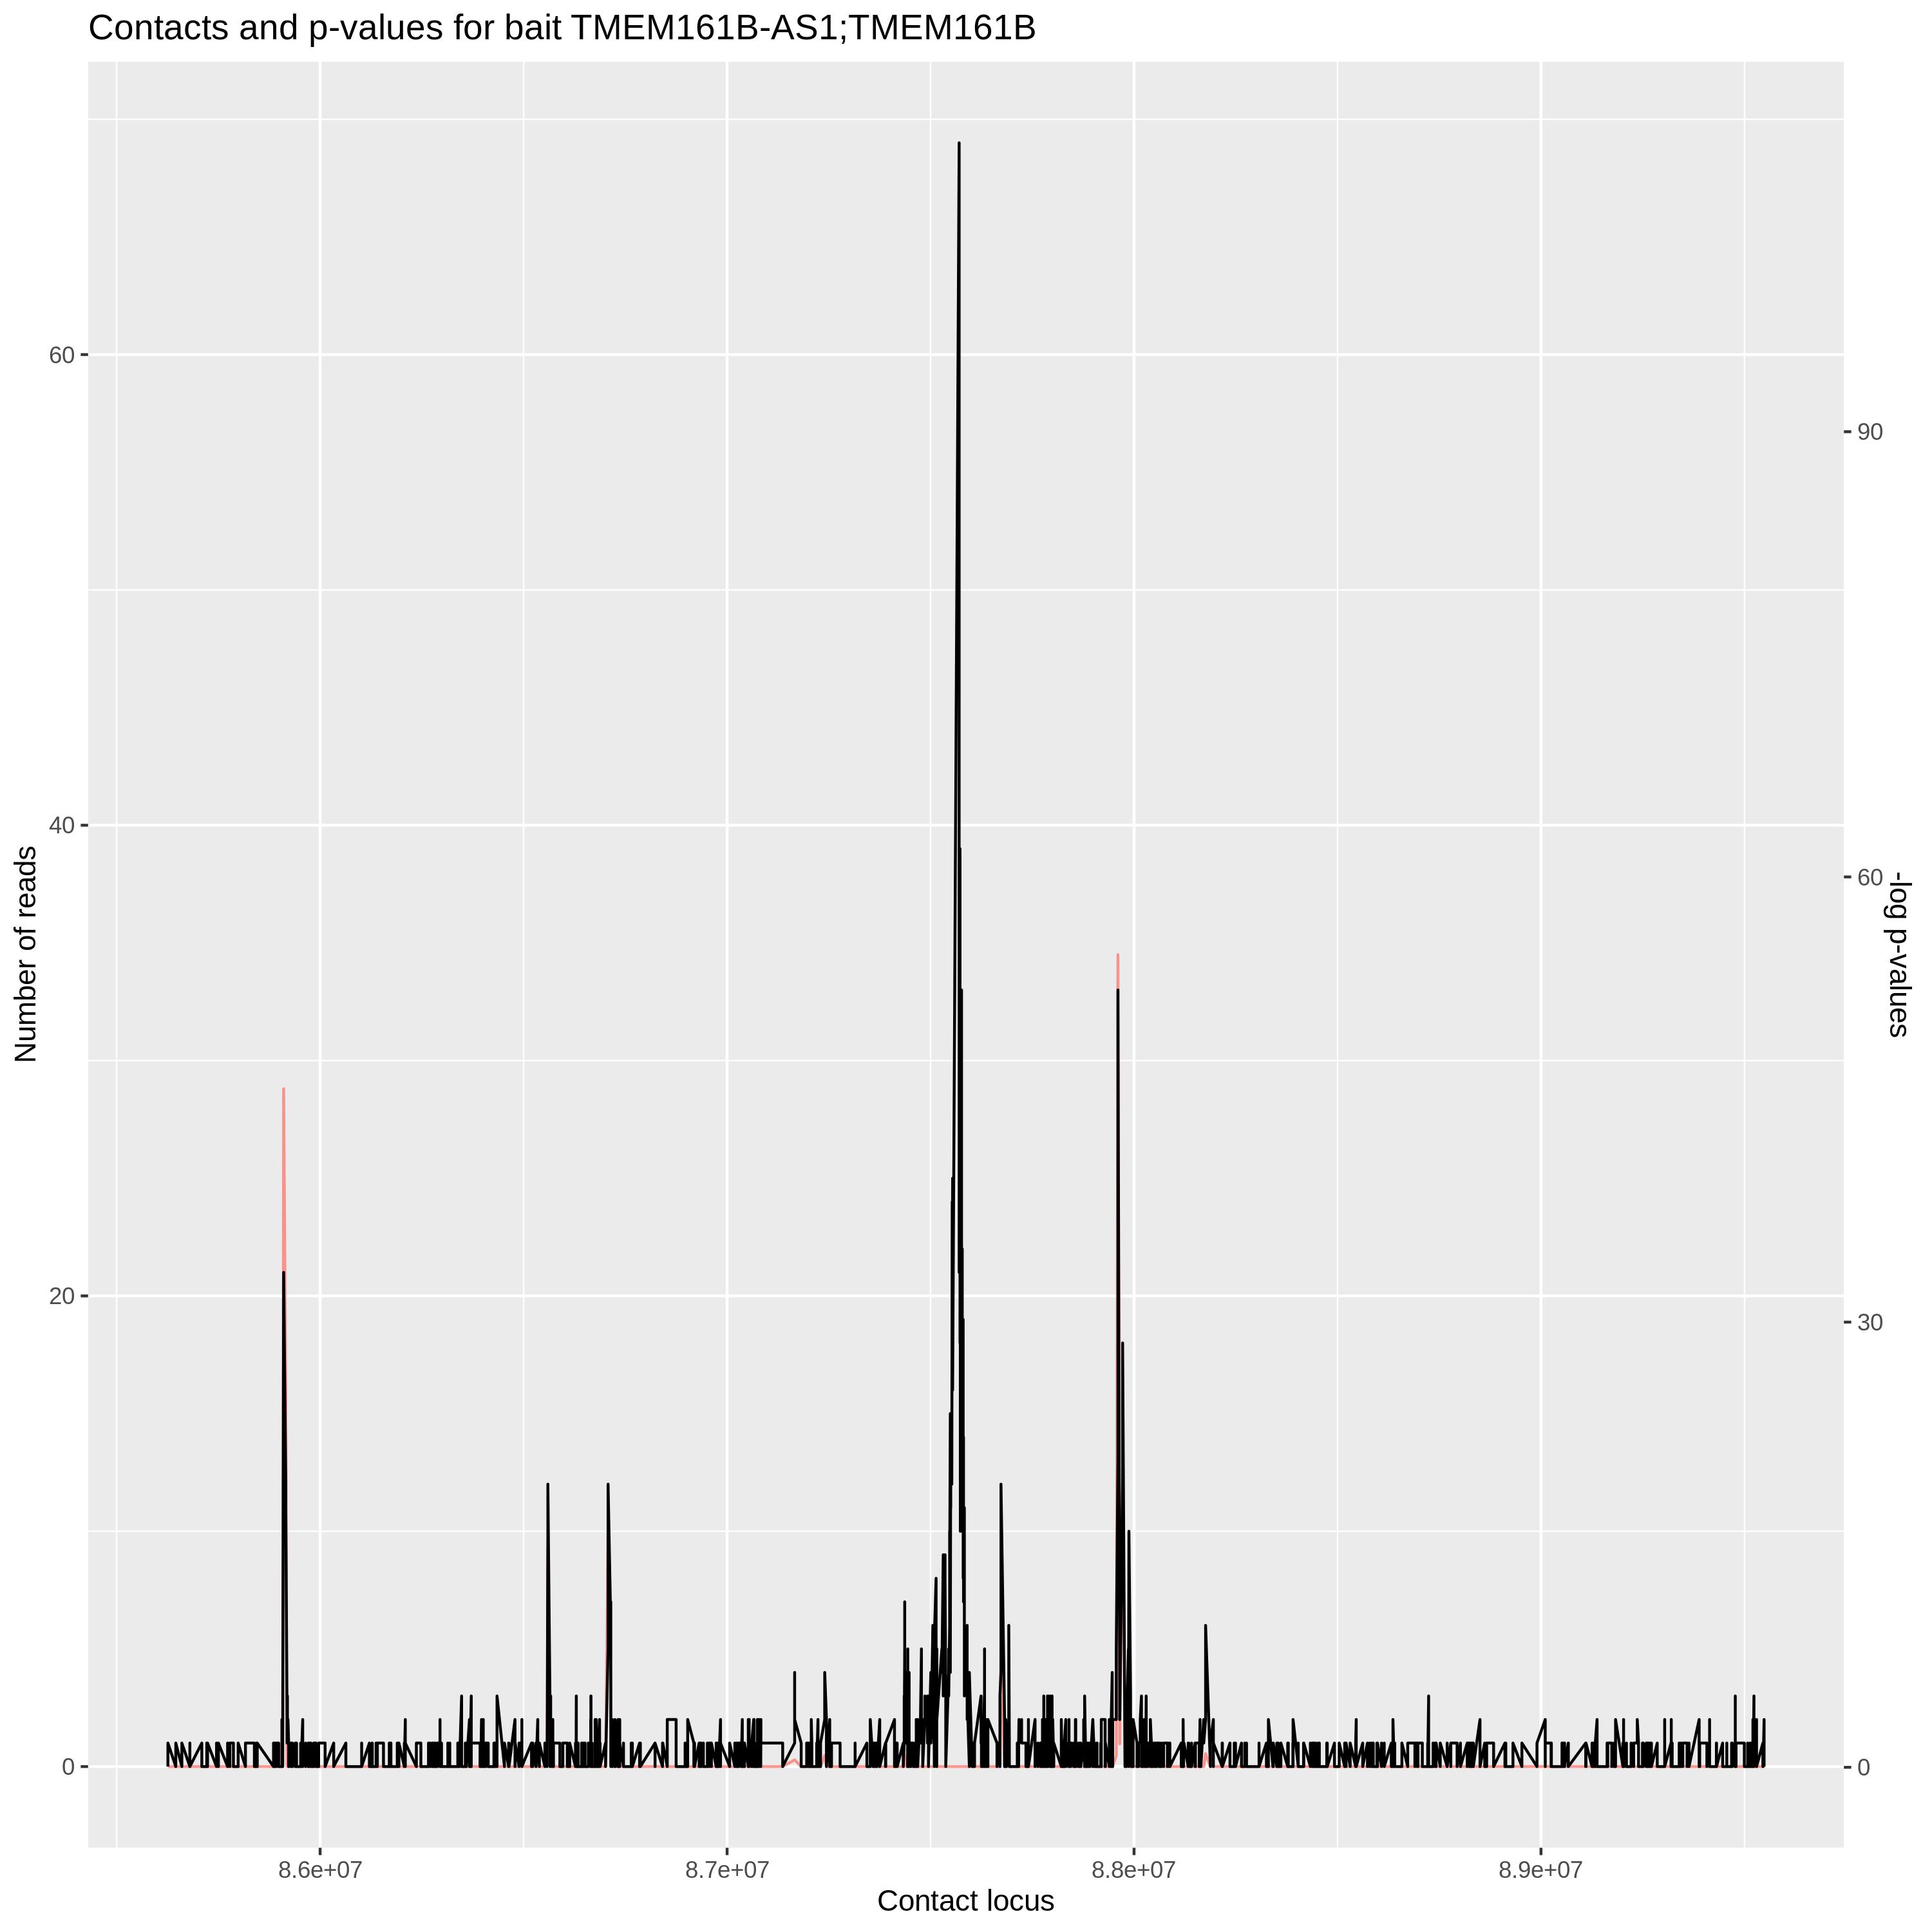 Contacts and p-values for bait TMEM161B-AS1;TMEM161B
60
40
20
0
Number of reads
90
60
30
0
-log p-values
8.6e+07
8.7e+07
8.8e+07
8.9e+07
Contact locus